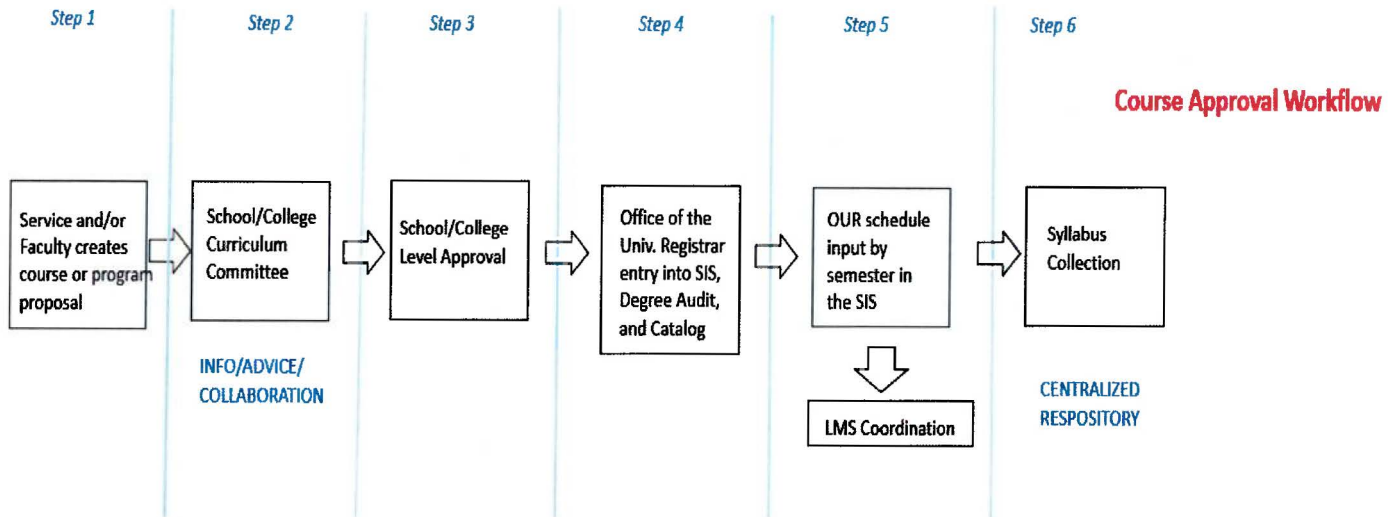 Step 1
Step 2
Step 3
Step 4
Step 5
Step 6
Course Approval Workflow
Service and/or
Faculty creates
course or program
proposal
School/College
Curriculum
Committee
INFO/ADVICE/
COLLABORATION
School/College
Level Approval
Office of the
Univ. Registrar
entry into SIS,
Degree Audit,
and Catalog
OUR schedule
input by
semester in
the SIS
LMS Coordination
Syllabus
Collection
CENTRALIZED
RESPOSITORY